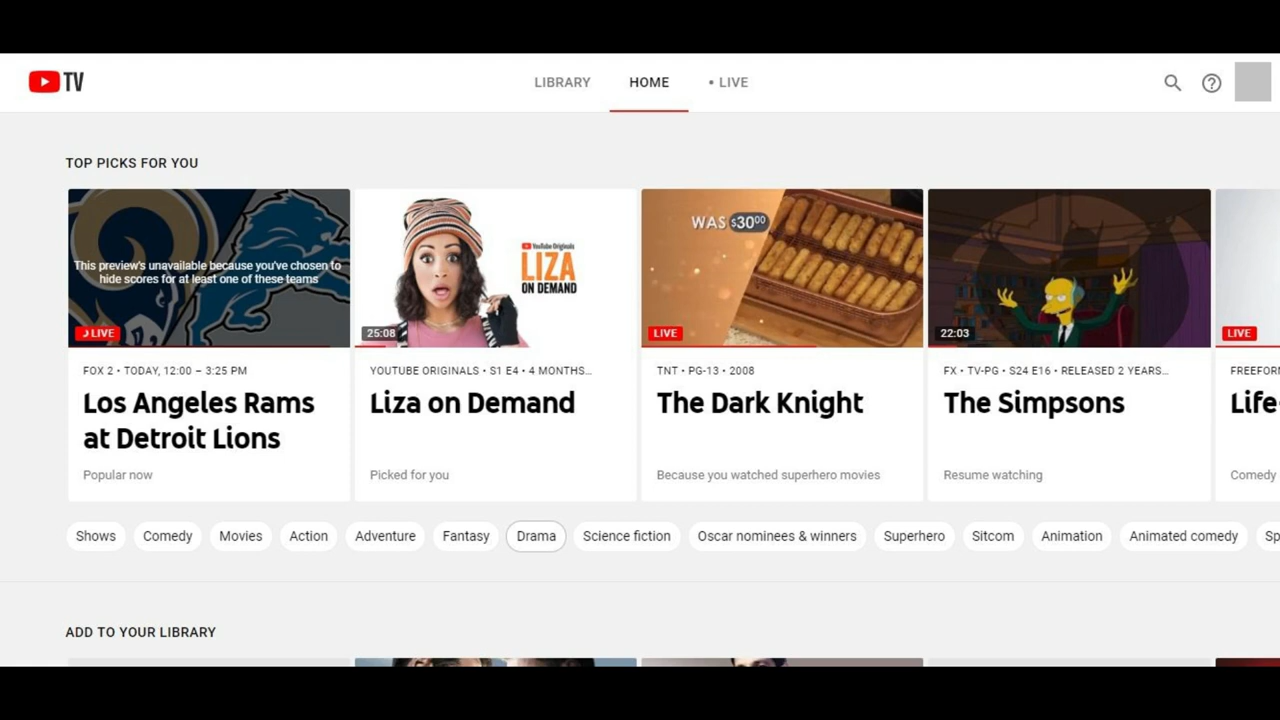 TV
LIBRARY
HOME
• LIVE
TOP PICKS FOR YOU
This preview's unavailable because you've chosen to
hide scores for at least one of these teams
LIVE
FOX 2 • TODAY, 12:00 – 3:25 PM
Los Angeles Rams
at Detroit Lions
Popular now
YouTube Originals
LIZA
ON DEMAND
25:08
YOUTUBE ORIGINALS • S1 E4 • 4 MONTHS...
Liza on Demand
Picked for you
WAS $30⁰⁰
LIVE
TNT • PG-13 • 2008
The Dark Knight
Because you watched superhero movies
22:03
FX • TV-PG • S24 E16 • RELEASED 2 YEARS...
The Simpsons
Resume watching
LIVE
FREEFOR
Life-
Comedy
Shows
Comedy
Movies
Action
Adventure
Fantasy
Drama
Science fiction
Oscar nominees & winners
Superhero
Sitcom
Animation
Animated comedy
Sp
ADD TO YOUR LIBRARY